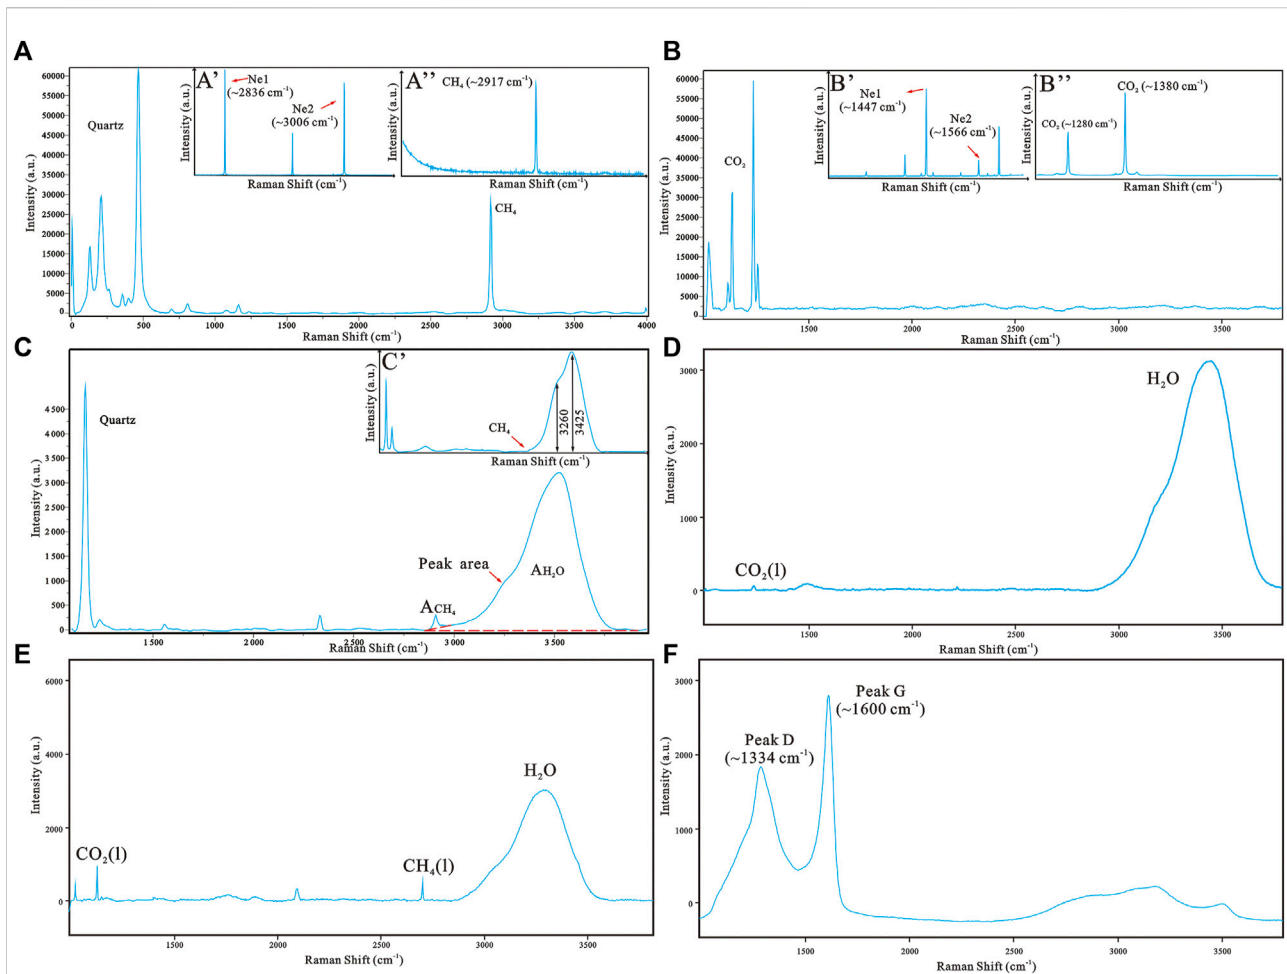 A
Intensity (a.u.)
60000
55000
50000
45000
40000
35000
30000
25000
20000
15000
10000
5000
0
Quartz
CH₄
0
500
1000
1500
2000
2500
3000
3500
4000
Raman Shift (cm⁻¹)
A'
Intensity (a.u.)
Ne1
(~2836 cm⁻¹)
Ne2
(~3006 cm⁻¹)
Raman Shift (cm⁻¹)
A''
Intensity (a.u.)
CH₄ (~2917 cm⁻¹)
Raman Shift (cm⁻¹)
B
Intensity (a.u.)
60000
55000
50000
45000
40000
35000
30000
25000
20000
15000
10000
5000
0
CO₂
1500
2000
2500
3000
3500
Raman Shift (cm⁻¹)
B'
Intensity (a.u.)
Ne1
(~1447 cm⁻¹)
Ne2
(~1566 cm⁻¹)
Raman Shift (cm⁻¹)
B''
Intensity (a.u.)
CO₂ (~1280 cm⁻¹)
CO₂ (~1380 cm⁻¹)
Raman Shift (cm⁻¹)
C
Intensity (a.u.)
4 500
4 000
3 500
3 000
2 500
2 000
1 500
1 000
500
0
Quartz
Peak area
ACH₄
AH₂O
1 500
2 000
2 500
3 000
3 500
Raman Shift (cm⁻¹)
C'
Intensity (a.u.)
CH₄
3260
3425
Raman Shift (cm⁻¹)
D
Intensity (a.u.)
3000
2000
1000
0
CO₂(l)
H₂O
1500
2000
2500
3000
3500
Raman Shift (cm⁻¹)
E
Intensity (a.u.)
6000
4000
2000
0
CO₂(l)
CH₄(l)
H₂O
1500
2000
2500
3000
3500
Raman Shift (cm⁻¹)
F
Intensity (a.u.)
3000
2000
1000
0
Peak D
(~1334 cm⁻¹)
Peak G
(~1600 cm⁻¹)
1500
2000
2500
3000
3500
Raman Shift (cm⁻¹)